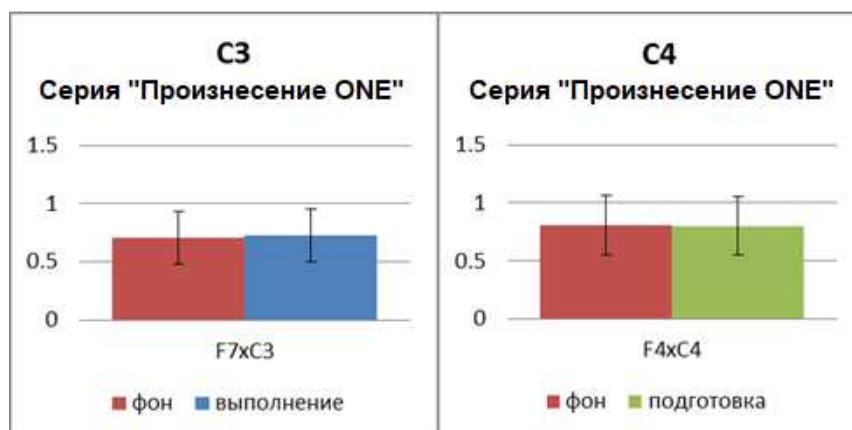 C3
Серия "Произнесение ONE"
1.5
1
0.5
0
F7xC3
фон выполнение
C4
Серия "Произнесение ONE"
1.5
1
0.5
0
F4xC4
фон подготовка